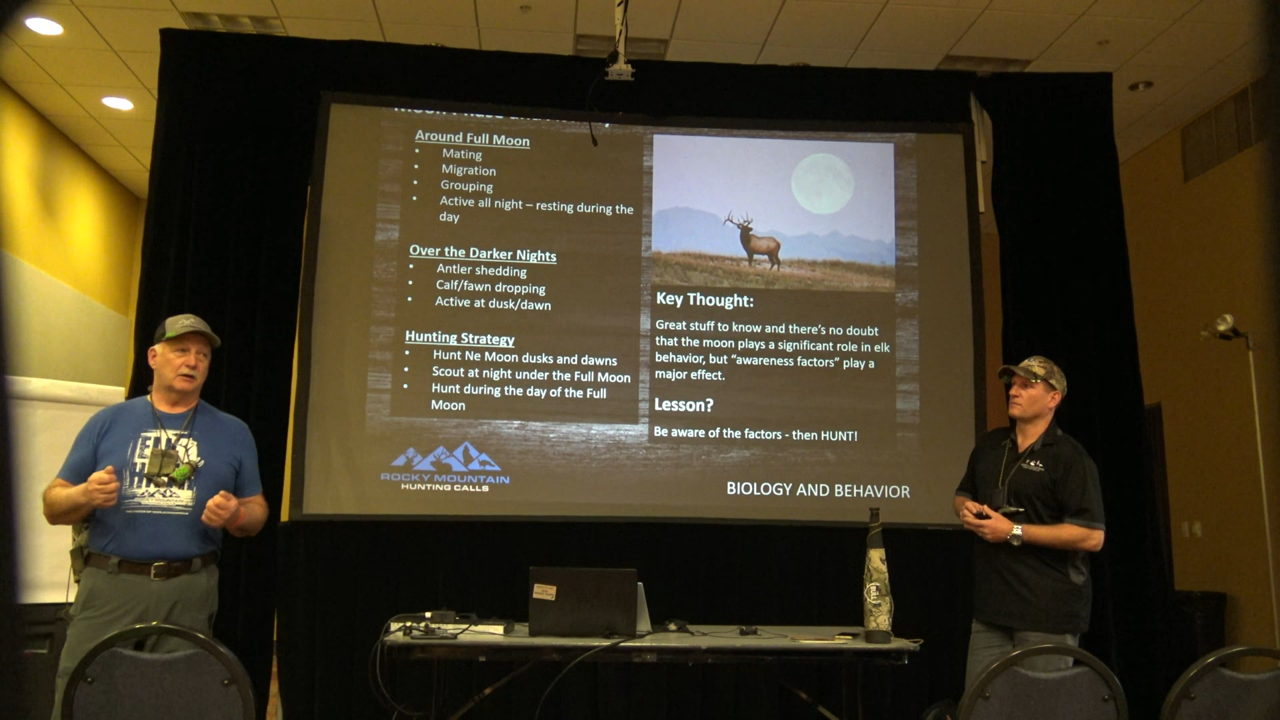 Around Full Moon
• Mating
• Migration
• Grouping
• Active all night – resting during the
day
Over the Darker Nights
• Antler shedding
• Calf/fawn dropping
• Active at dusk/dawn
Hunting Strategy
• Hunt Ne Moon dusks and dawns
• Scout at night under the Full Moon
• Hunt during the day of the Full
Moon
Key Thought:
Great stuff to know and there's no doubt
that the moon plays a significant role in elk
behavior, but "awareness factors" play a
major effect.
Lesson?
Be aware of the factors - then HUNT!
ROCKY MOUNTAIN
HUNTING CALLS
BIOLOGY AND BEHAVIOR